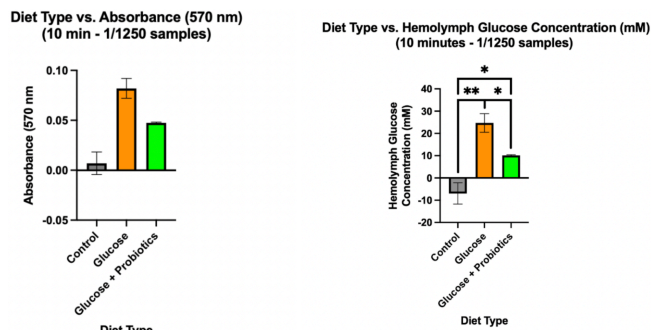 Diet Type vs. Absorbance (570 nm)
(10 min - 1/1250 samples)
Absorbance (570 nm
0.10
0.05
0.00
-0.05
Control
Glucose
Glucose + Probiotics
Diet Type
Diet Type vs. Hemolymph Glucose Concentration (mM)
(10 minutes - 1/1250 samples)
Hemolymph Glucose
Concentration (mM)
40
30
20
10
0
-10
-20
*
** *
Control
Glucose
Glucose + Probiotics
Diet Type